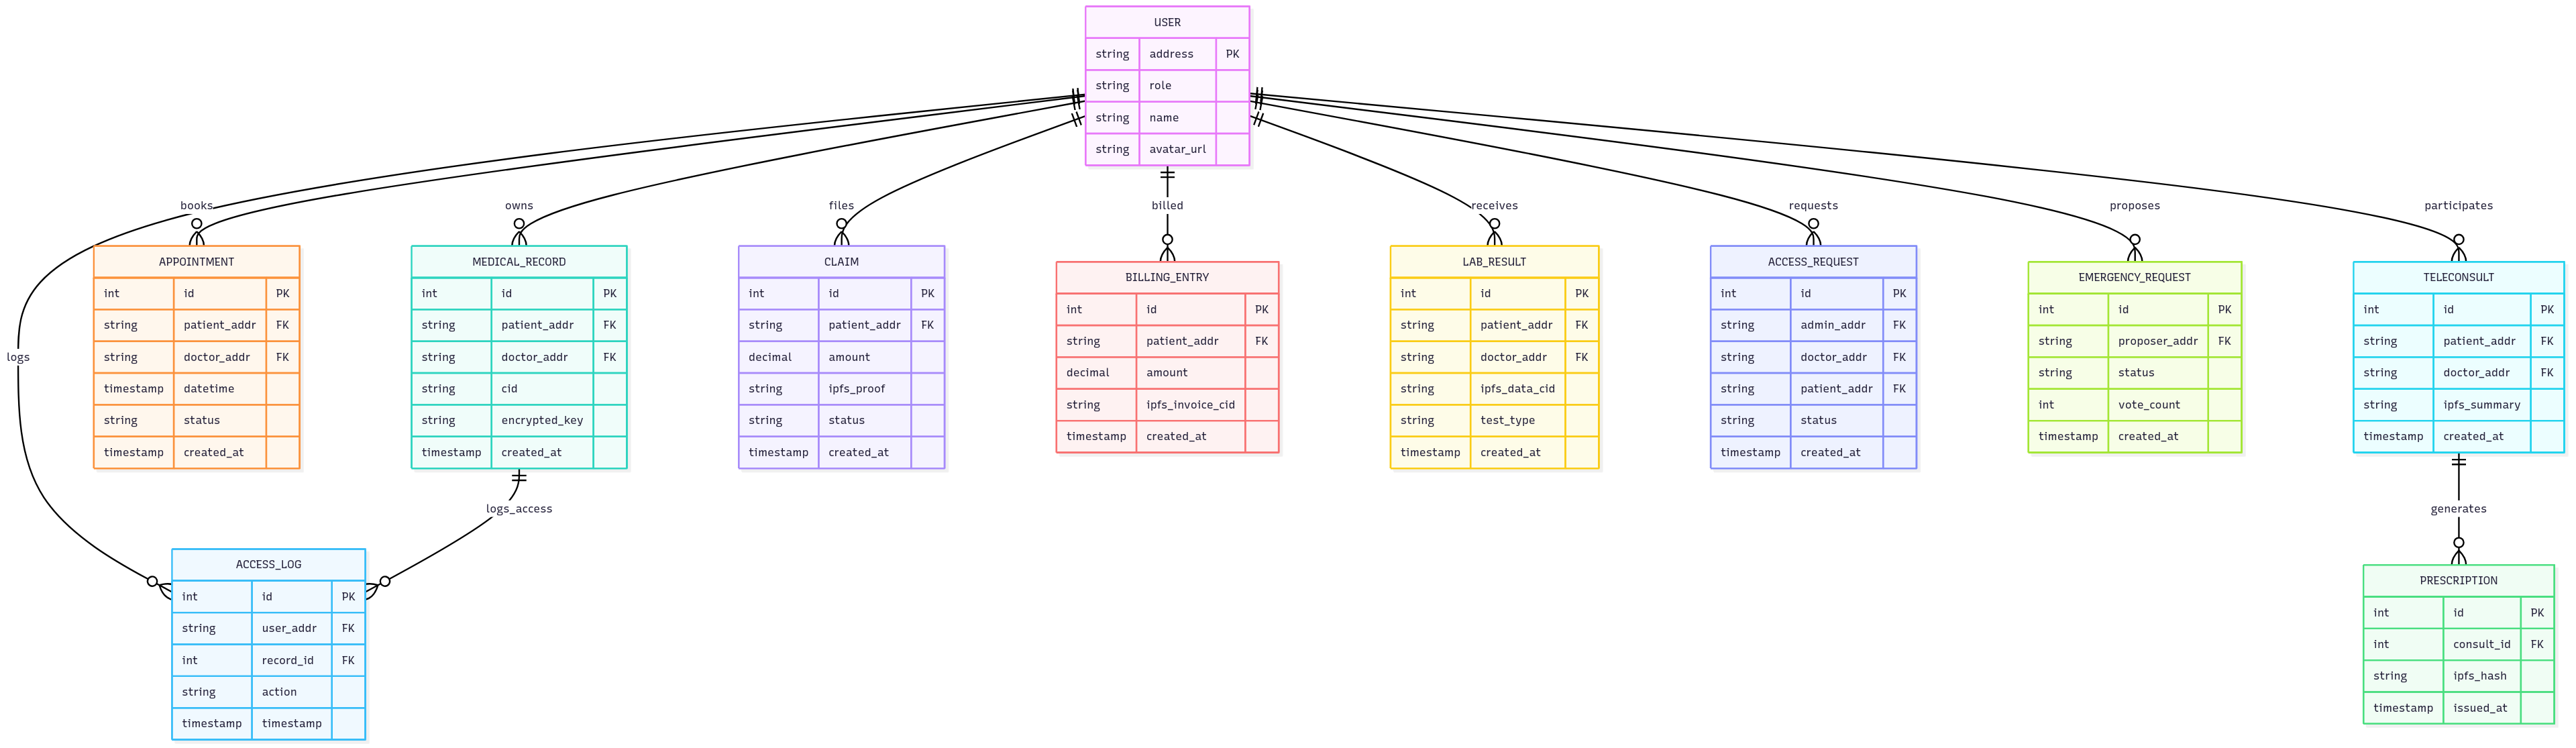 USER
string address PK
string role
string name
string avatar_url
books
owns
files
billed
receives
requests
proposes
participates
logs
APPOINTMENT
int id PK
string patient_addr FK
string doctor_addr FK
timestamp datetime
string status
timestamp created_at
MEDICAL_RECORD
int id PK
string patient_addr FK
string doctor_addr FK
string cid
string encrypted_key
timestamp created_at
CLAIM
int id PK
string patient_addr FK
decimal amount
string ipfs_proof
string status
timestamp created_at
BILLING_ENTRY
int id PK
string patient_addr FK
decimal amount
string ipfs_invoice_cid
timestamp created_at
LAB_RESULT
int id PK
string patient_addr FK
string doctor_addr FK
string ipfs_data_cid
string test_type
timestamp created_at
ACCESS_REQUEST
int id PK
string admin_addr FK
string doctor_addr FK
string patient_addr FK
string status
timestamp created_at
EMERGENCY_REQUEST
int id PK
string proposer_addr FK
string status
int vote_count
timestamp created_at
TELECONSULT
int id PK
string patient_addr FK
string doctor_addr FK
string ipfs_summary
timestamp created_at
logs_access
generates
ACCESS_LOG
int id PK
string user_addr FK
int record_id FK
string action
timestamp timestamp
PRESCRIPTION
int id PK
int consult_id FK
string ipfs_hash
timestamp issued_at